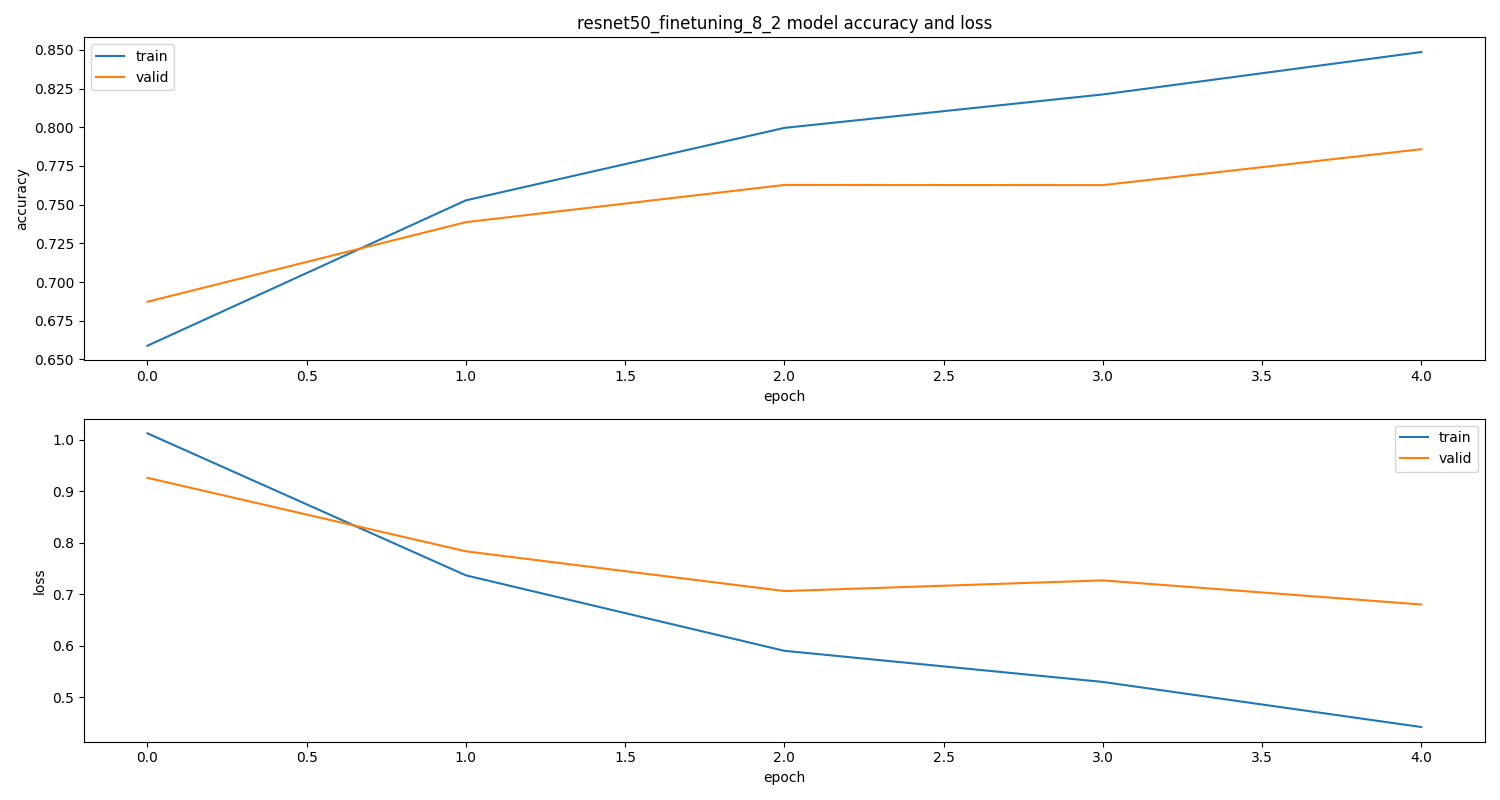 resnet50_finetuning_8_2 model accuracy and loss
train
valid
0.850
0.825
0.800
0.775
0.750
0.725
0.700
0.675
0.650
accuracy
0.0 0.5 1.0 1.5 2.0 2.5 3.0 3.5 4.0
epoch
train
valid
1.0
0.9
0.8
0.7
0.6
0.5
loss
0.0 0.5 1.0 1.5 2.0 2.5 3.0 3.5 4.0
epoch